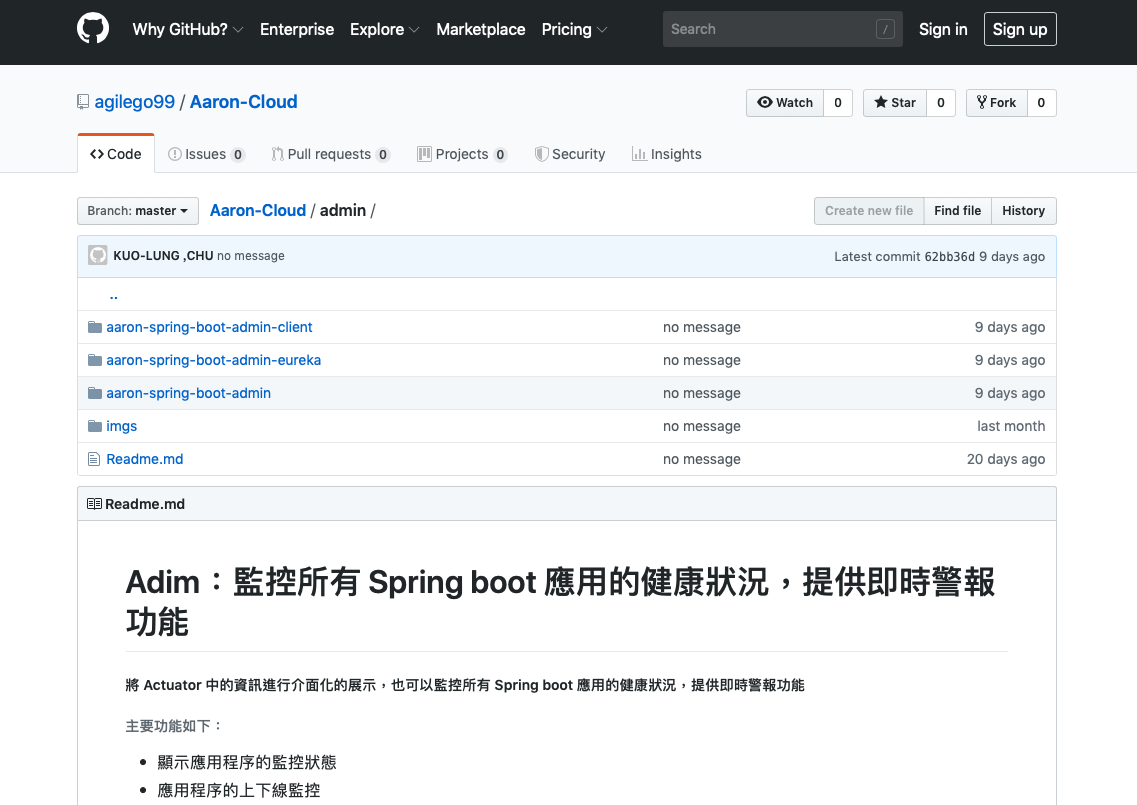 Why GitHub? Enterprise Explore Marketplace Pricing Search / Sign in Sign up
agilego99 / Aaron-Cloud Watch 0 Star 0 Fork 0
Code Issues 0 Pull requests 0 Projects 0 Security Insights
Branch: master Aaron-Cloud / admin / Create new file Find file History
KUO-LUNG ,CHU no message Latest commit 62bb36d 9 days ago
..
aaron-spring-boot-admin-client no message 9 days ago
aaron-spring-boot-admin-eureka no message 9 days ago
aaron-spring-boot-admin no message 9 days ago
imgs no message last month
Readme.md no message 20 days ago
Readme.md
Adim：監控所有 Spring boot 應用的健康狀況，提供即時警報
功能
將 Actuator 中的資訊進行介面化的展示，也可以監控所有 Spring boot 應用的健康狀況，提供即時警報功能
主要功能如下：
• 顯示應用程序的監控狀態
• 應用程序的上下線監控